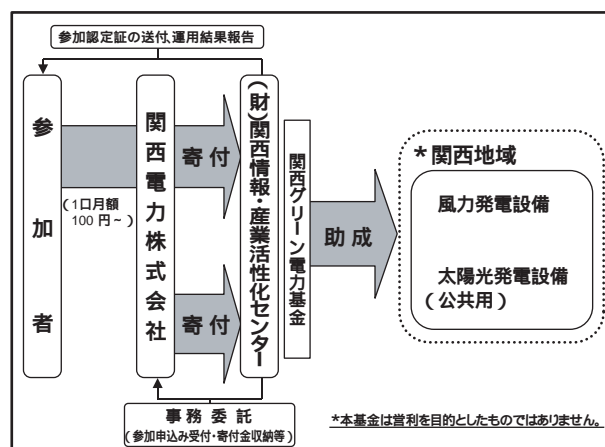 参加認定証の送付、運用結果報告
参加者
(1口月額
100円~)
関西電力株式会社
寄付
寄付
(財)関西情報・産業活性化センター
関西グリーン電力基金
助成
*関西地域
風力発電設備
太陽光発電設備
(公共用)
事務委託
(参加申込み受付・寄付金収納等)
*本基金は営利を目的としたものではありません。